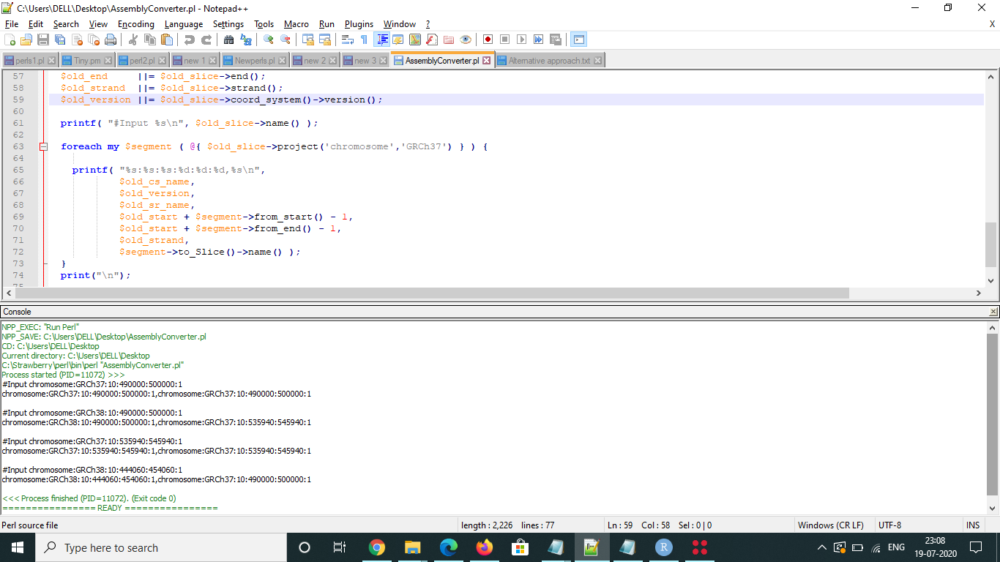 C:\Users\DELL\Desktop\AssemblyConverter.pl - Notepad++
File Edit Search View Encoding Language Settings Tools Macro Run Plugins Window ? X
perls1.pl Tiny.pm perl2.pl new 1 Newperls.pl new 2 new 3 AssemblyConverter.pl Alternative approach.txt
57 $old_end ||= $old_slice->end();
58 $old_strand ||= $old_slice->strand();
59 $old_version ||= $old_slice->coord_system()->version();
60
61 printf( "#Input %s\n", $old_slice->name() );
62
63 foreach my $segment ( @{ $old_slice->project('chromosome','GRCh37') } ) {
64
65 printf( "%s:%s:%s:%d:%d:%d,%s\n",
66 $old_cs_name,
67 $old_version,
68 $old_sr_name,
69 $old_start + $segment->from_start() - 1,
70 $old_start + $segment->from_end() - 1,
71 $old_strand,
72 $segment->to_Slice()->name() );
73 }
74 print("\n");
75
Console
NPP_EXEC: "Run Perl"
NPP_SAVE: C:\Users\DELL\Desktop\AssemblyConverter.pl
CD: C:\Users\DELL\Desktop
Current directory: C:\Users\DELL\Desktop
C:\Strawberry\perl\bin\perl "AssemblyConverter.pl"
Process started (PID=11072) >>>
#Input chromosome:GRCh37:10:490000:500000:1
chromosome:GRCh37:10:490000:500000:1,chromosome:GRCh37:10:490000:500000:1
#Input chromosome:GRCh38:10:490000:500000:1
chromosome:GRCh38:10:490000:500000:1,chromosome:GRCh37:10:535940:545940:1
#Input chromosome:GRCh37:10:535940:545940:1
chromosome:GRCh37:10:535940:545940:1,chromosome:GRCh37:10:535940:545940:1
#Input chromosome:GRCh38:10:444060:454060:1
chromosome:GRCh38:10:444060:454060:1,chromosome:GRCh37:10:490000:500000:1
<<< Process finished (PID=11072). (Exit code 0)
================ READY ================
Perl source file length : 2,226 lines : 77 Ln : 59 Col : 58 Sel : 0 | 0 Windows (CR LF) UTF-8 INS
Type here to search
R
ENG
23:08
19-07-2020